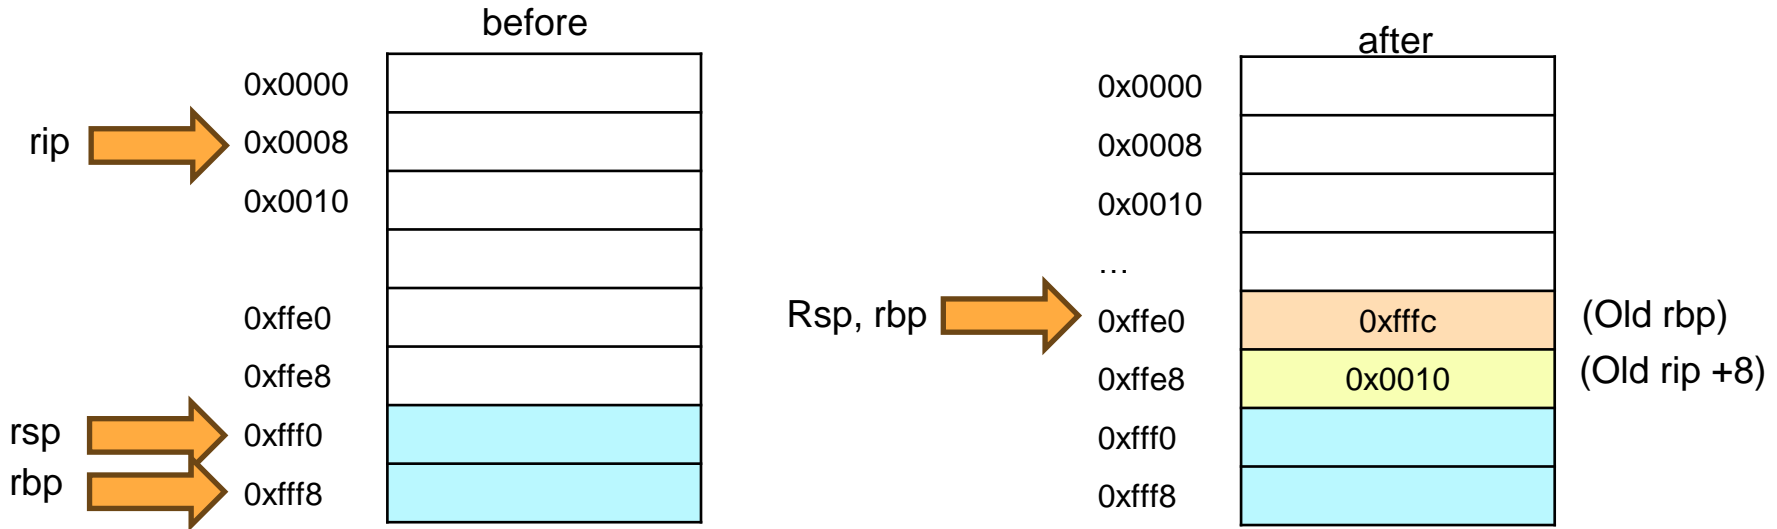 before
0x0000
rip
0x0008
0x0010
0xffe0
0xffe8
rsp
0xfff0
rbp
0xfff8
after
0x0000
0x0008
0x0010
...
Rsp, rbp
0xffe0
0xfffc
(Old rbp)
0xffe8
0x0010
(Old rip +8)
0xfff0
0xfff8